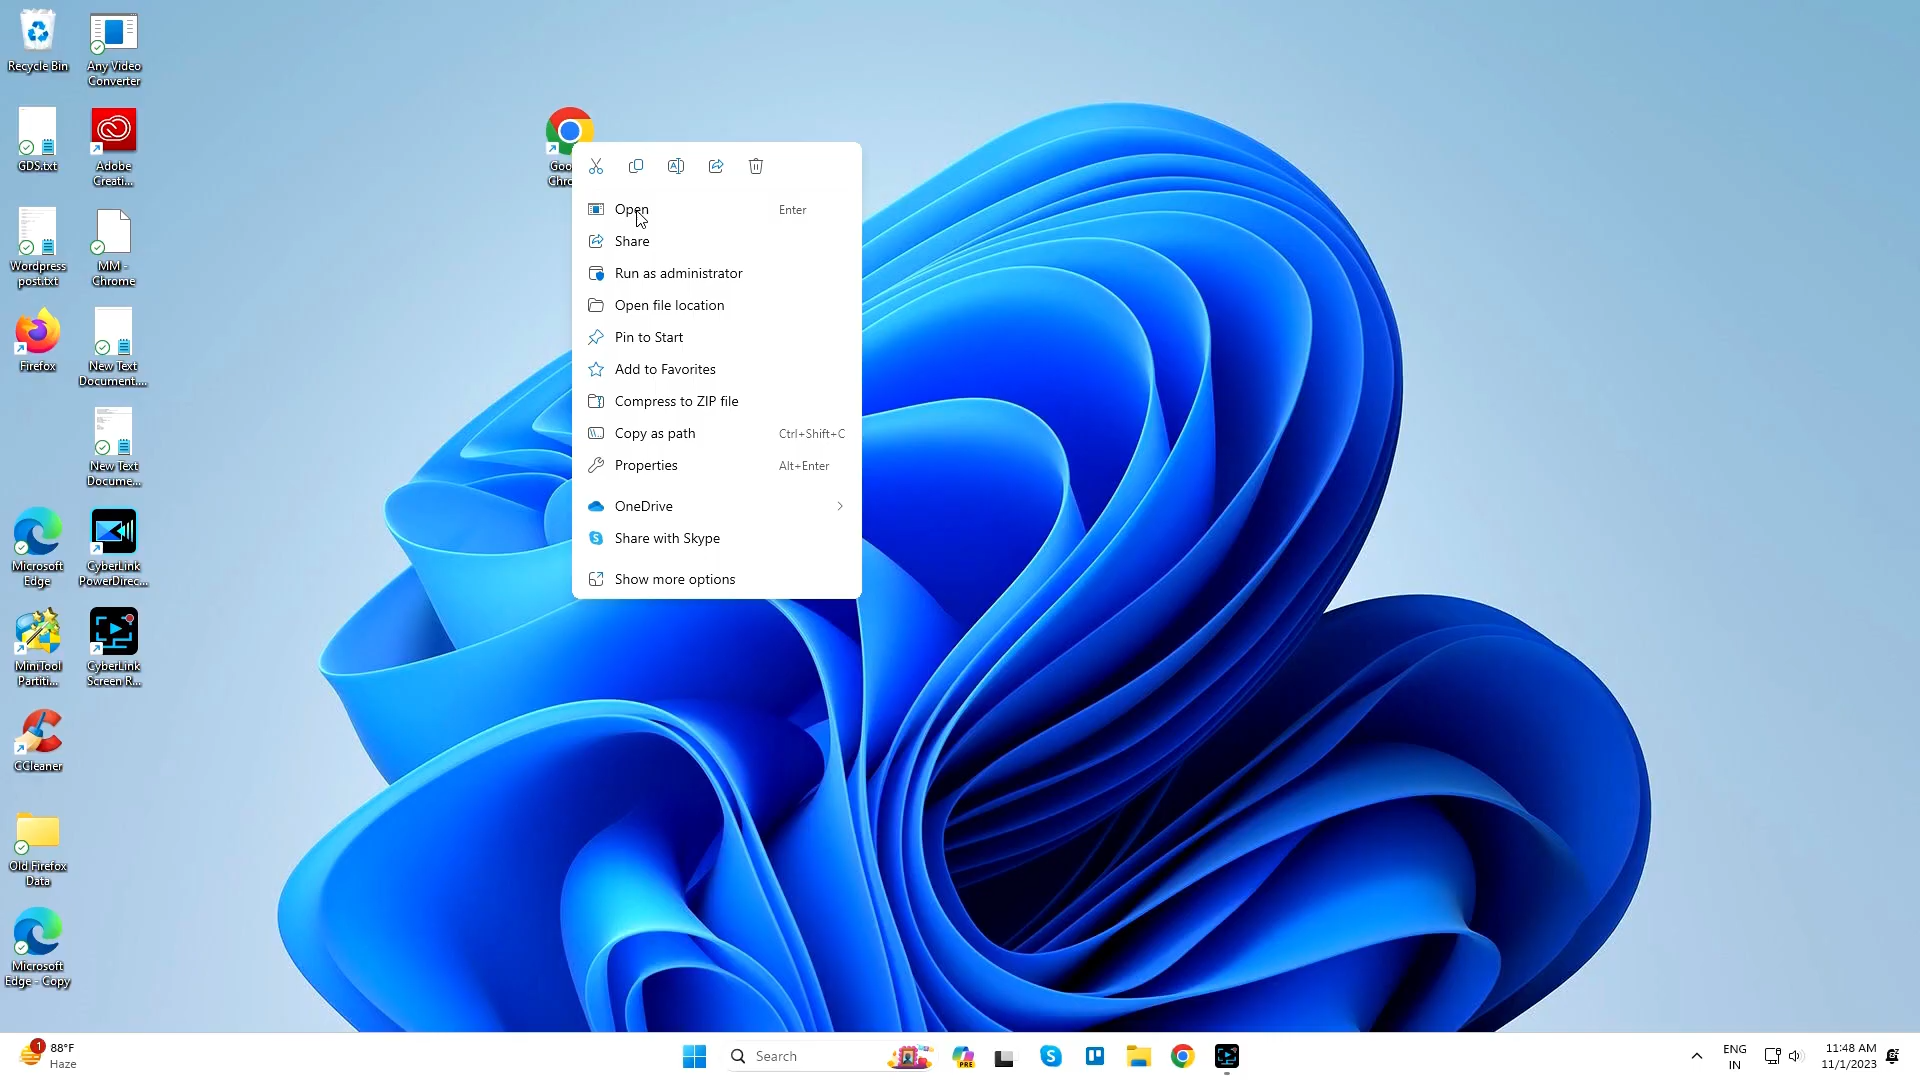 Recycle Bin
Any Video
Converter
GDS.txt
Adobe
Creati...
Wordpress
post.txt
MM -
Chrome
Firefox
New Text
Document....
New Text
Docume...
Microsoft
Edge
CyberLink
PowerDirec...
MiniTool
Partiti...
CyberLink
Screen R...
CCleaner
Old Firefox
Data
Microsoft
Edge - Copy
Goo
Chro
Open Enter
Share
Run as administrator
Open file location
Pin to Start
Add to Favorites
Compress to ZIP file
Copy as path Ctrl+Shift+C
Properties Alt+Enter
OneDrive
Share with Skype
Show more options
1
88°F
Haze
Search
PRE
ENG
IN
11:48 AM
11/1/2023